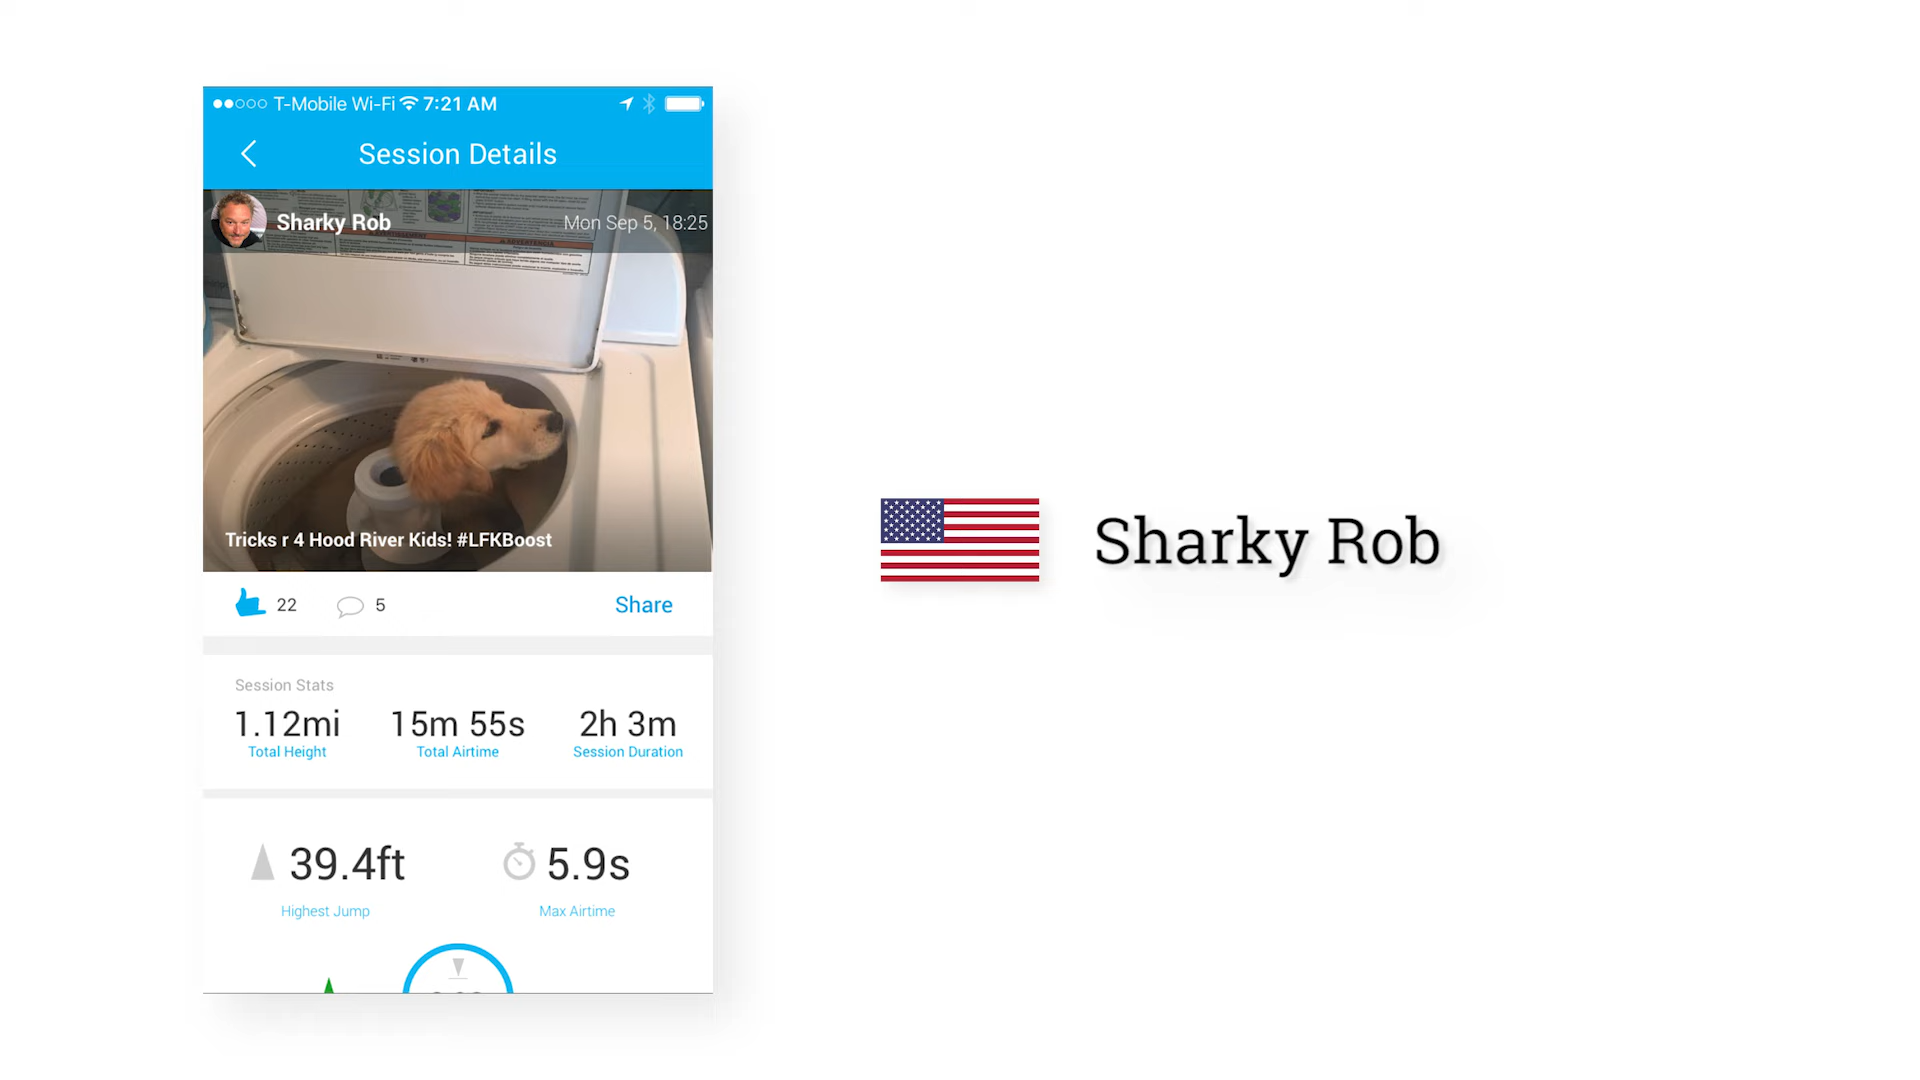 T-Mobile Wi-Fi 7:21 AM
Session Details
Sharky Rob
Mon Sep 5, 18:25
ADVERTENCIA
Tricks r 4 Hood River Kids! #LFKBoost
22
5
Share
Session Stats
1.12mi
15m 55s
2h 3m
Total Height
Total Airtime
Session Duration
39.4ft
5.9s
Highest Jump
Max Airtime
Sharky Rob